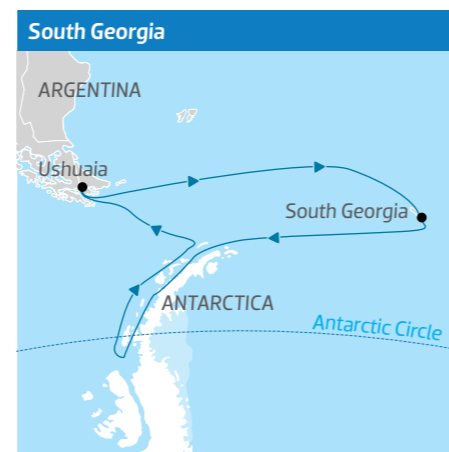 South Georgia
ARGENTINA
Ushuaia
South Georgia
ANTARCTICA
Antarctic Circle